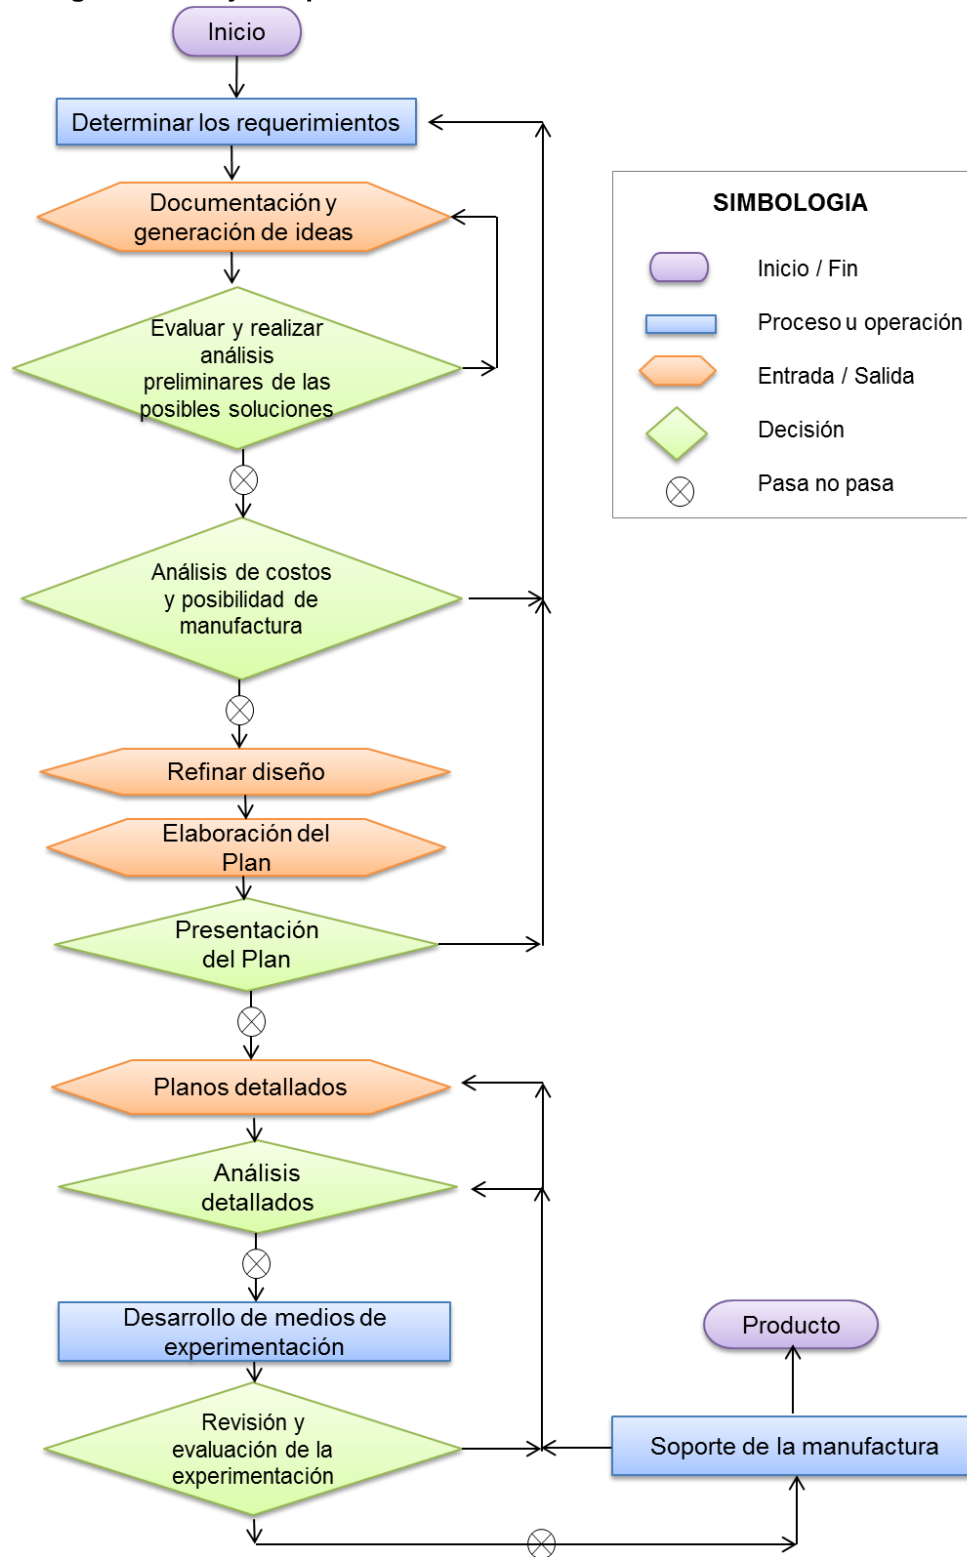 Inicio
Determinar los requerimientos
Documentación y
generación de ideas
Evaluar y realizar
análisis
preliminares de las
posibles soluciones
Análisis de costos
y posibilidad de
manufactura
Refinar diseño
Elaboración del
Plan
Presentación
del Plan
Planos detallados
Análisis
detallados
Desarrollo de medios de
experimentación
Revisión y
evaluación de la
experimentación
Producto
Soporte de la manufactura
SIMBOLOGIA
Inicio / Fin
Proceso u operación
Entrada / Salida
Decisión
Pasa no pasa